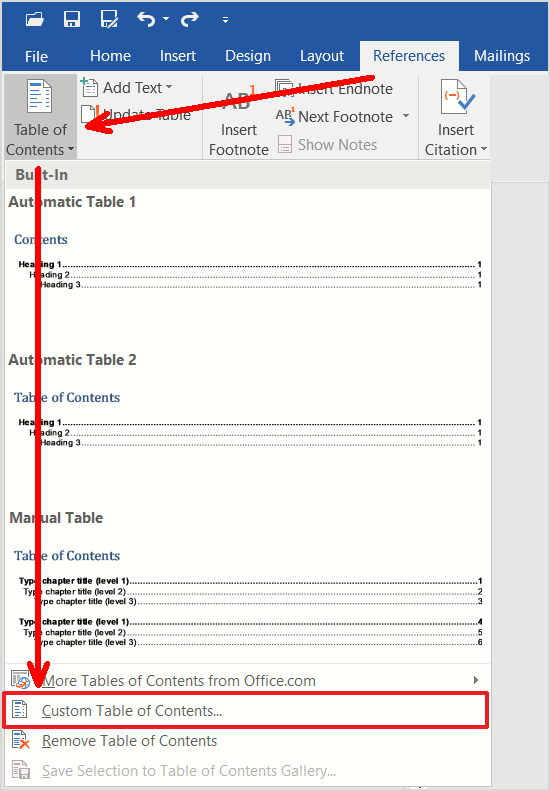 File Home Insert Design Layout References Mailings
Table of Contents
Add Text
Update Table
AB1
Insert Footnote
Insert Endnote
AB1 Next Footnote
Show Notes
Insert Citation
Built-In
Automatic Table 1
Contents
Heading 1 1
Heading 2 1
Heading 3 1
Automatic Table 2
Table of Contents
Heading 1 1
Heading 2 1
Heading 3 1
Manual Table
Table of Contents
Type chapter title (level 1) 1
Type chapter title (level 2) 2
Type chapter title (level 3) 3
Type chapter title (level 1) 4
Type chapter title (level 2) 5
Type chapter title (level 3) 6
More Tables of Contents from Office.com
Custom Table of Contents...
Remove Table of Contents
Save Selection to Table of Contents Gallery...